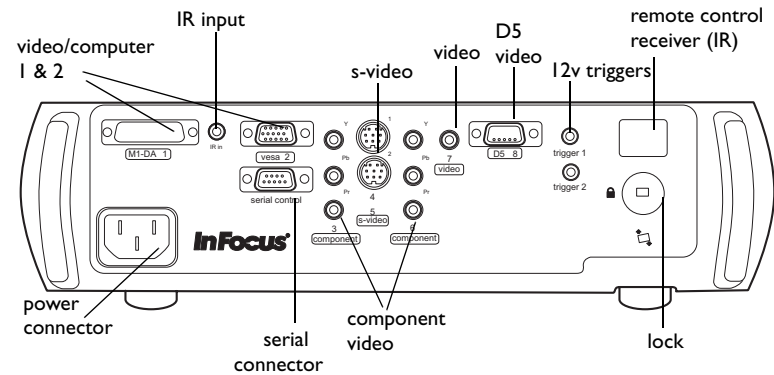 IR input
video/computer
1 & 2
s-video
video
D5
video
12v triggers
remote control
receiver (IR)
M1-DA 1
IR in
vesa 2
serial control
Y
Pb
Pr
3
component
1
2
4
5
s-video
Y
Pb
Pr
6
component
7
video
D5 8
trigger 1
trigger 2
InFocus
power
connector
serial
connector
component
video
lock